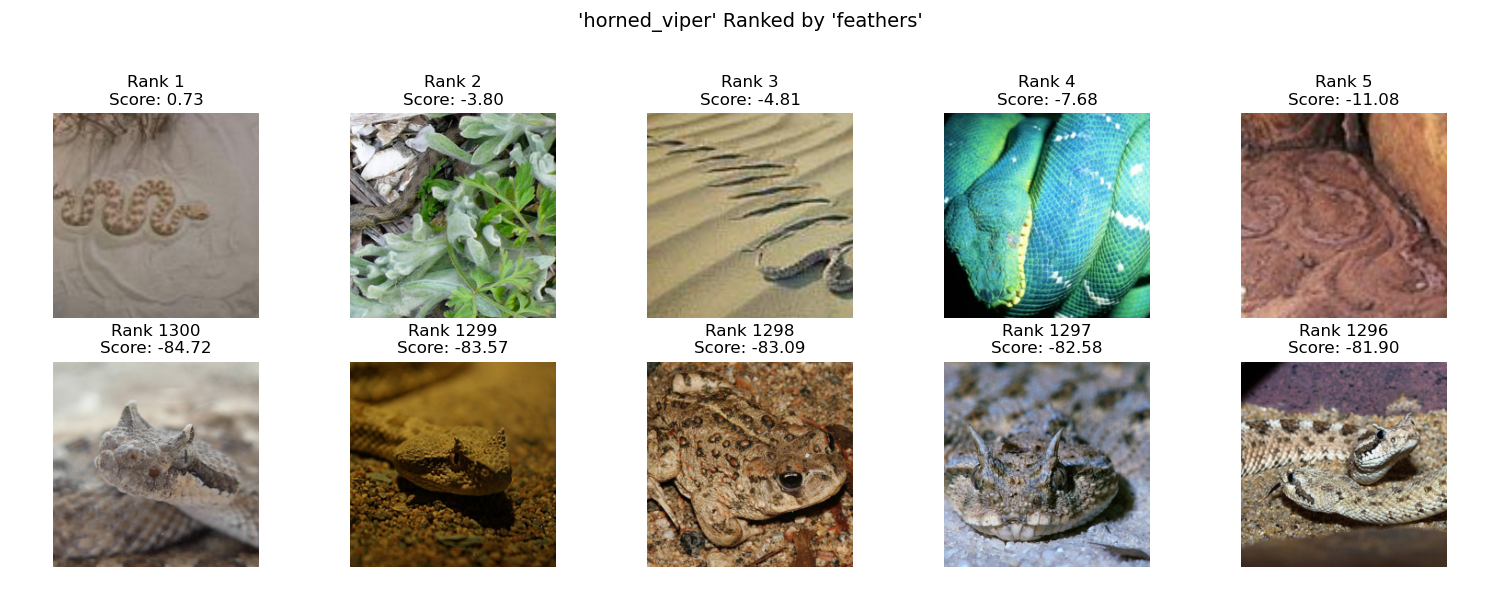 'horned_viper' Ranked by 'feathers'
Rank 1
Score: 0.73
Rank 2
Score: -3.80
Rank 3
Score: -4.81
Rank 4
Score: -7.68
Rank 5
Score: -11.08
Rank 1300
Score: -84.72
Rank 1299
Score: -83.57
Rank 1298
Score: -83.09
Rank 1297
Score: -82.58
Rank 1296
Score: -81.90